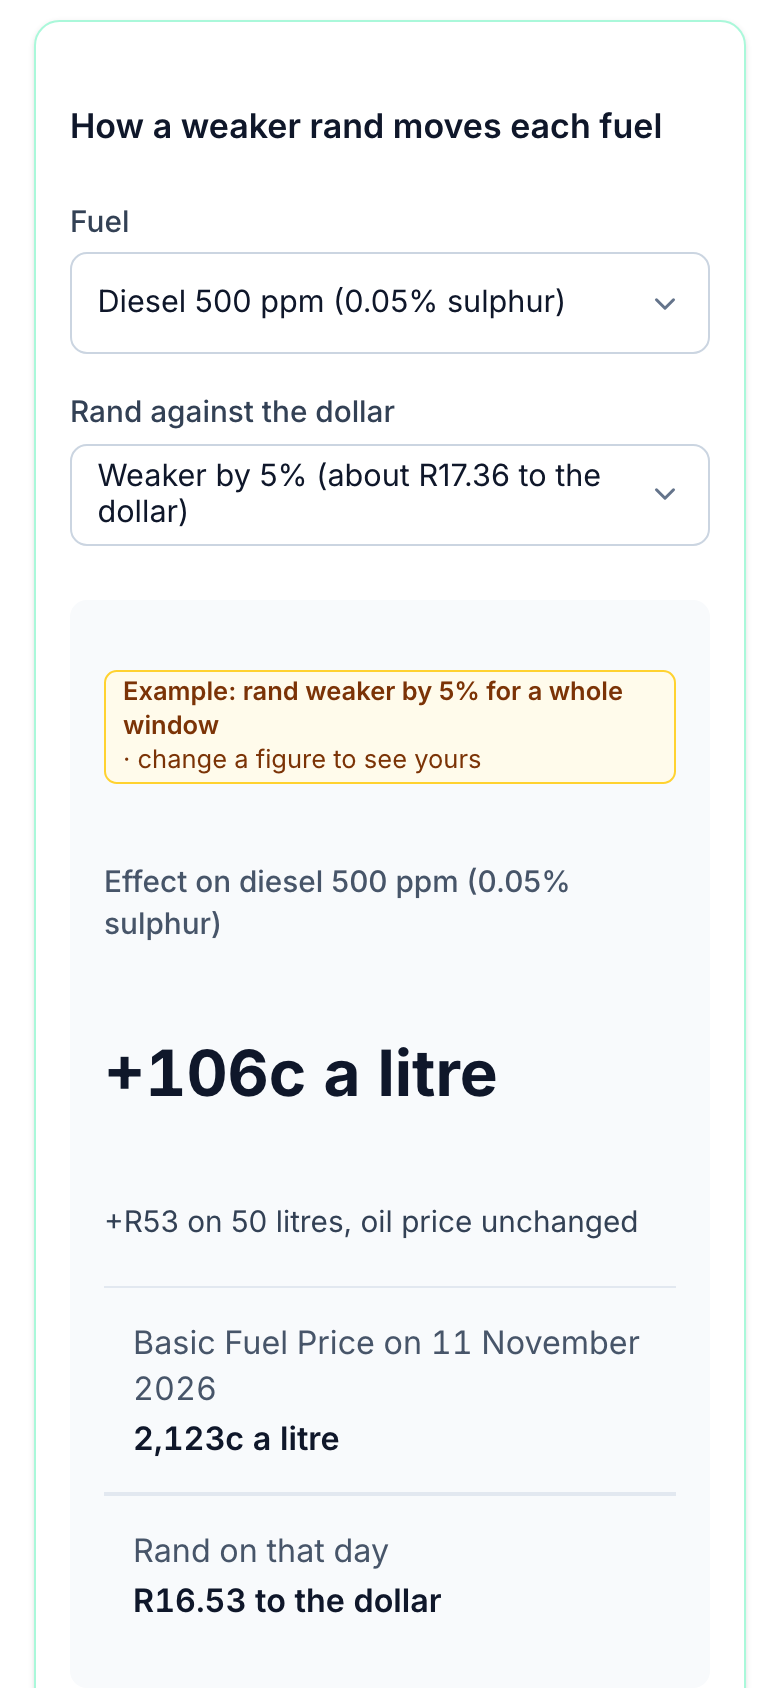 How a weaker rand moves each fuel
Fuel
Diesel 500 ppm (0.05% sulphur)
Rand against the dollar
Weaker by 5% (about R17.36 to the
dollar)
Example: rand weaker by 5% for a whole
window
· change a figure to see yours
Effect on diesel 500 ppm (0.05%
sulphur)
+106c a litre
+R53 on 50 litres, oil price unchanged
Basic Fuel Price on 11 November
2026
2,123c a litre
Rand on that day
R16.53 to the dollar